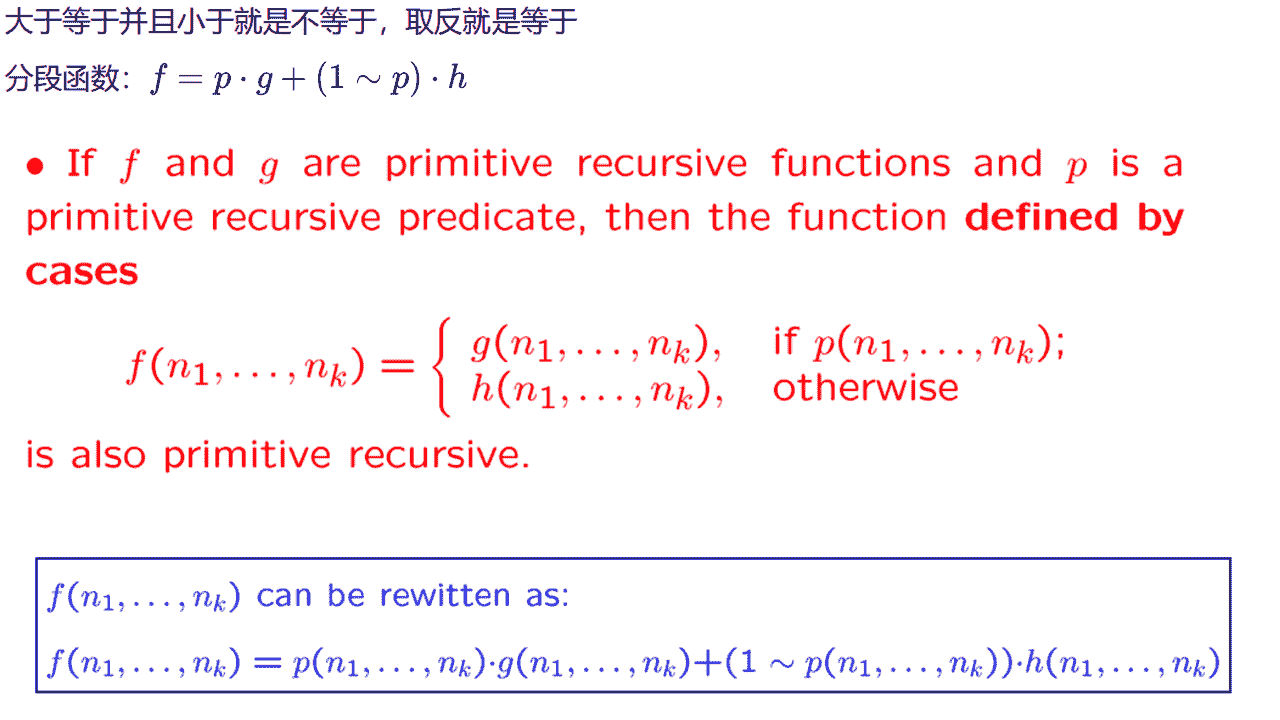 大于等于并且小于就是不等于，取反就是等于
分段函数：f = p · g + (1 ∼ p) · h
• If f and g are primitive recursive functions and p is a
primitive recursive predicate, then the function defined by
cases
f(n₁, . . . , nₖ) = { g(n₁, . . . , nₖ), if p(n₁, . . . , nₖ);
h(n₁, . . . , nₖ), otherwise
is also primitive recursive.
f(n₁, . . . , nₖ) can be rewitten as:
f(n₁, . . . , nₖ) = p(n₁, . . . , nₖ)·g(n₁, . . . , nₖ)+(1 ∼ p(n₁, . . . , nₖ))·h(n₁, . . . , nₖ)